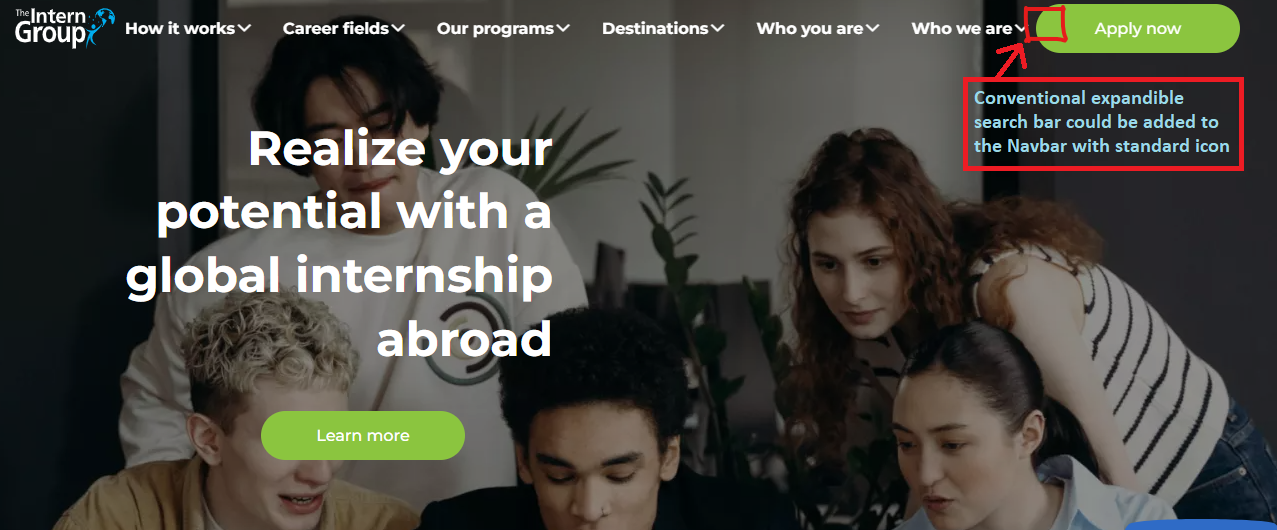 The Intern Group
How it works
Career fields
Our programs
Destinations
Who you are
Who we are
Apply now
Conventional expandible
search bar could be added to
the Navbar with standard icon
Realize your
potential with a
global internship
abroad
Learn more